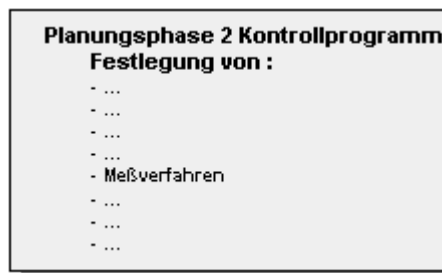 Planungsphase 2 Kontrollprogramm
Festlegung von :
- ...
- ...
- ...
- ...
- Meßverfahren
- ...
- ...
- ...